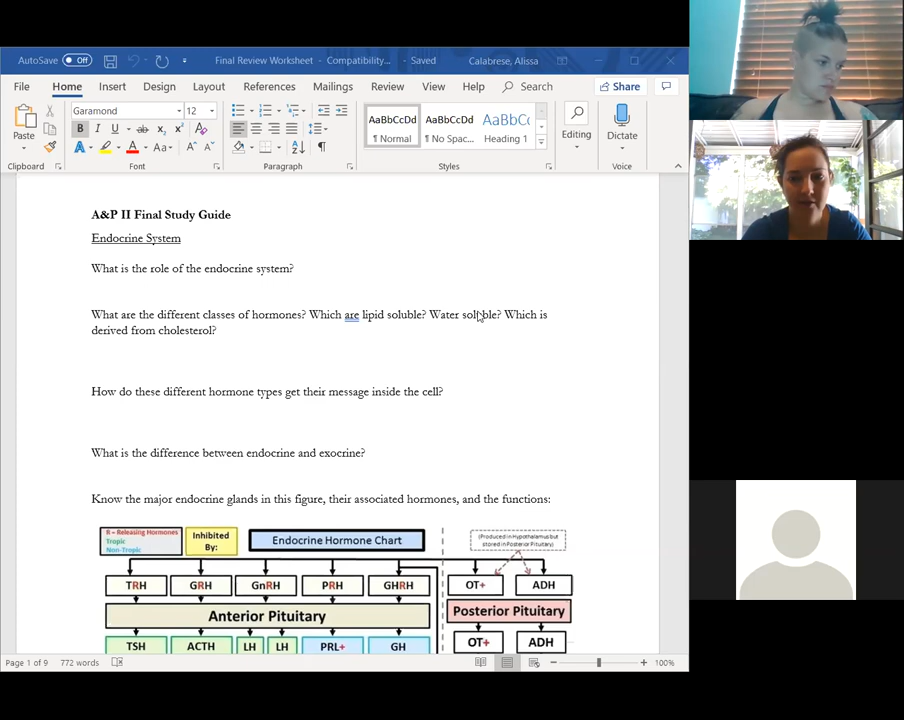 AutoSave Off Final Review Worksheet - Compatibility... - Saved Calabrese, Alissa
File Home Insert Design Layout References Mailings Review View Help Search Share
Garamond 12 AaBbCcDd AaBbCcDd AaBbCc
Paste B I U ab x₂ x² A Normal No Spac... Heading 1 Editing Dictate
A A Aa A A
Clipboard Font Paragraph Styles Voice
A&P II Final Study Guide
Endocrine System
What is the role of the endocrine system?
What are the different classes of hormones? Which are lipid soluble? Water soluble? Which is
derived from cholesterol?
How do these different hormone types get their message inside the cell?
What is the difference between endocrine and exocrine?
Know the major endocrine glands in this figure, their associated hormones, and the functions:
R = Releasing Hormones
Tropic
Non-Tropic
Inhibited
By:
Endocrine Hormone Chart
(Produced in Hypothalamus but
stored in Posterior Pituitary)
TRH GRH GnRH PRH GHRH OT+ ADH
Anterior Pituitary Posterior Pituitary
TSH ACTH LH LH PRL+ GH OT+ ADH
Page 1 of 9 772 words 100%